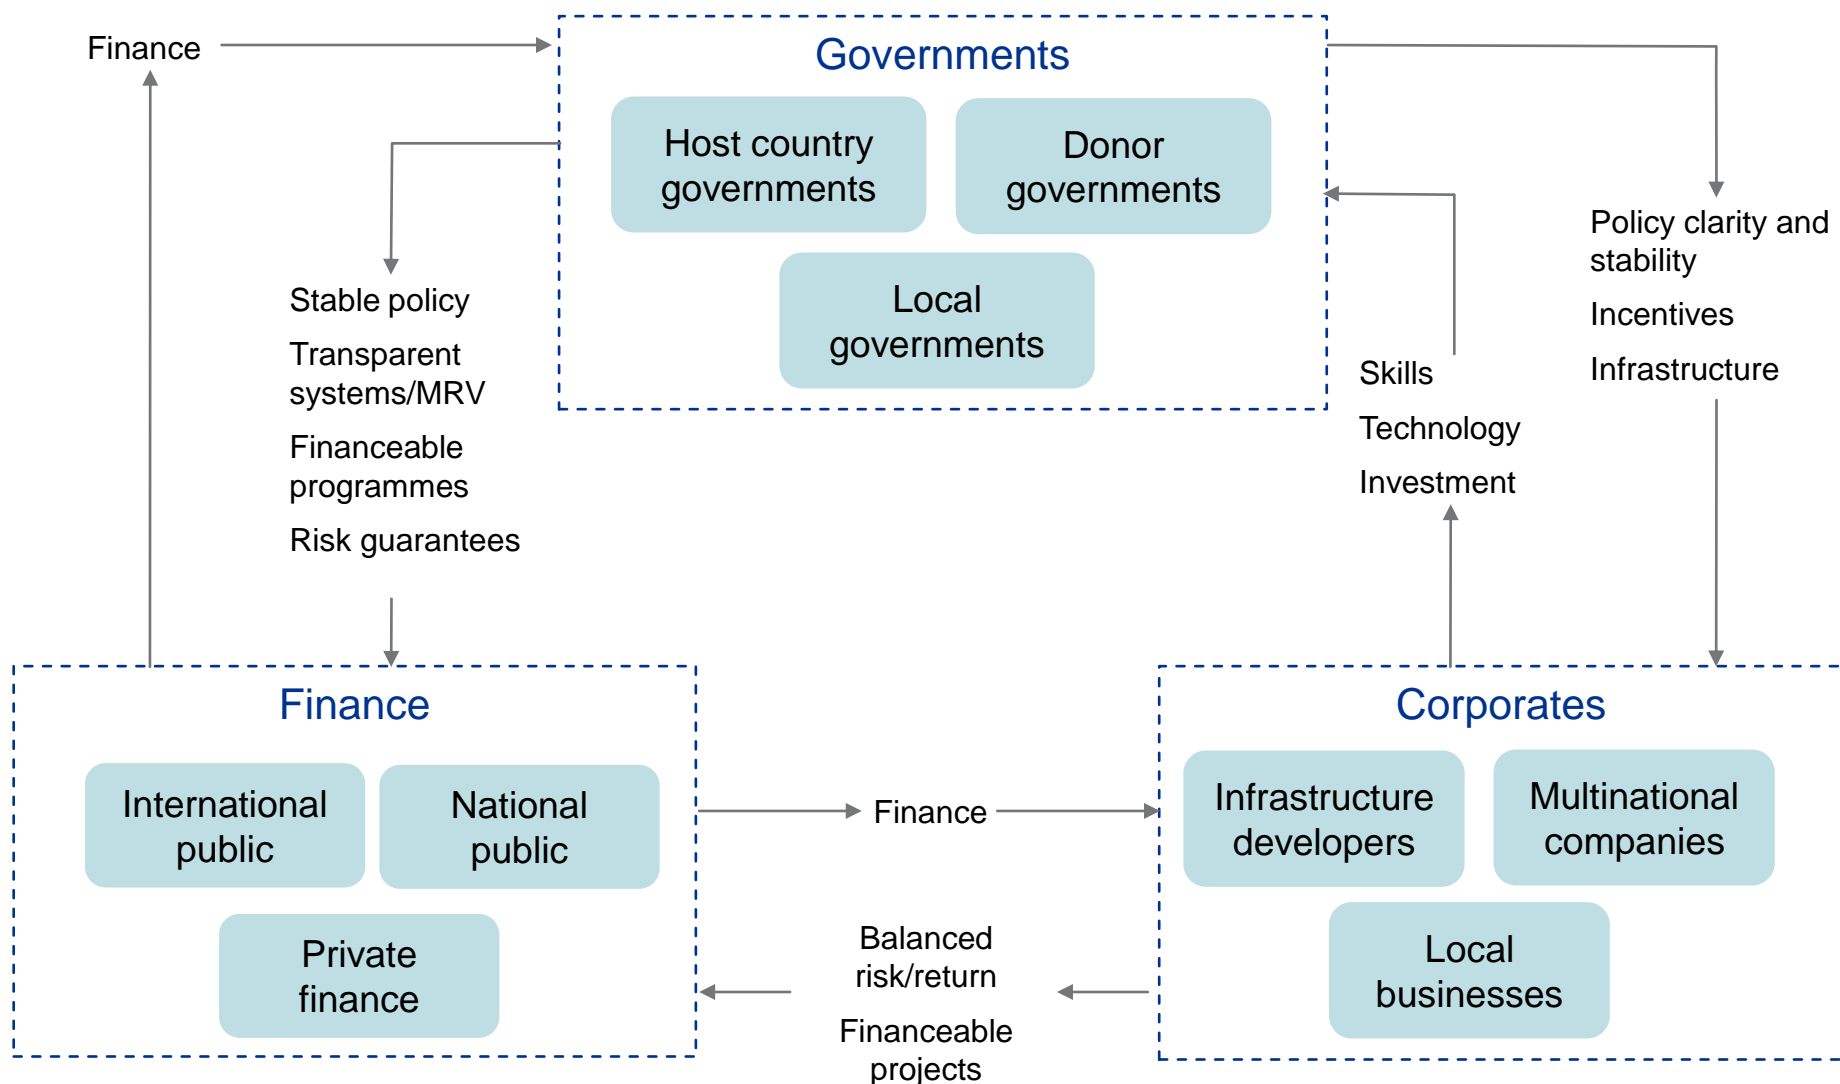 Finance
Governments
Host country
governments
Donor
governments
Local
governments
Stable policy
Transparent
systems/MRV
Financeable
programmes
Risk guarantees
Skills
Technology
Investment
Policy clarity and
stability
Incentives
Infrastructure
Finance
International
public
National
public
Private
finance
Finance
Balanced
risk/return
Financeable
projects
Corporates
Infrastructure
developers
Multinational
companies
Local
businesses